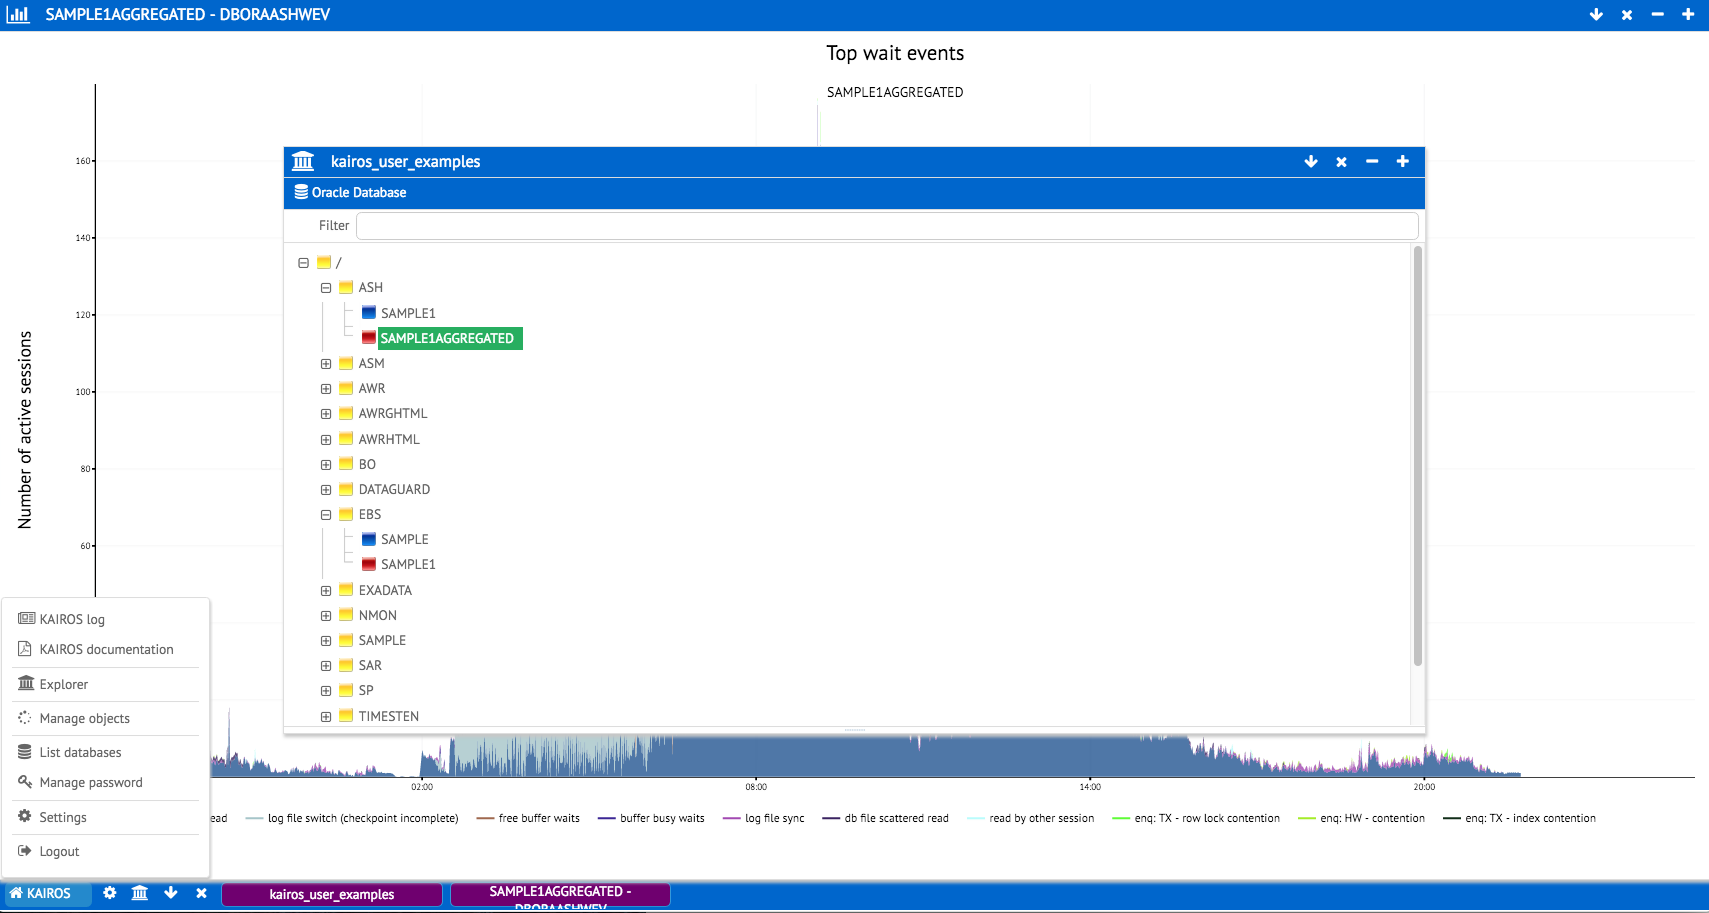 SAMPLE1AGGREGATED - DBORAASHWEV
Top wait events
SAMPLE1AGGREGATED
Number of active sessions
160
140
120
100
80
60
kairos_user_examples
Oracle Database
Filter
/
ASH
SAMPLE1
SAMPLE1AGGREGATED
ASM
AWR
AWRGHTML
AWRHTML
BO
DATAGUARD
EBS
SAMPLE
SAMPLE1
EXADATA
NMON
SAMPLE
SAR
SP
TIMESTEN
KAIROS log
KAIROS documentation
Explorer
Manage objects
List databases
Manage password
Settings
Logout
02:00 08:00 14:00 20:00
ead log file switch (checkpoint incomplete) free buffer waits buffer busy waits log file sync db file scattered read read by other session enq: TX - row lock contention enq: HW - contention enq: TX - index contention
KAIROS kairos_user_examples SAMPLE1AGGREGATED -
DBORAASHWEV